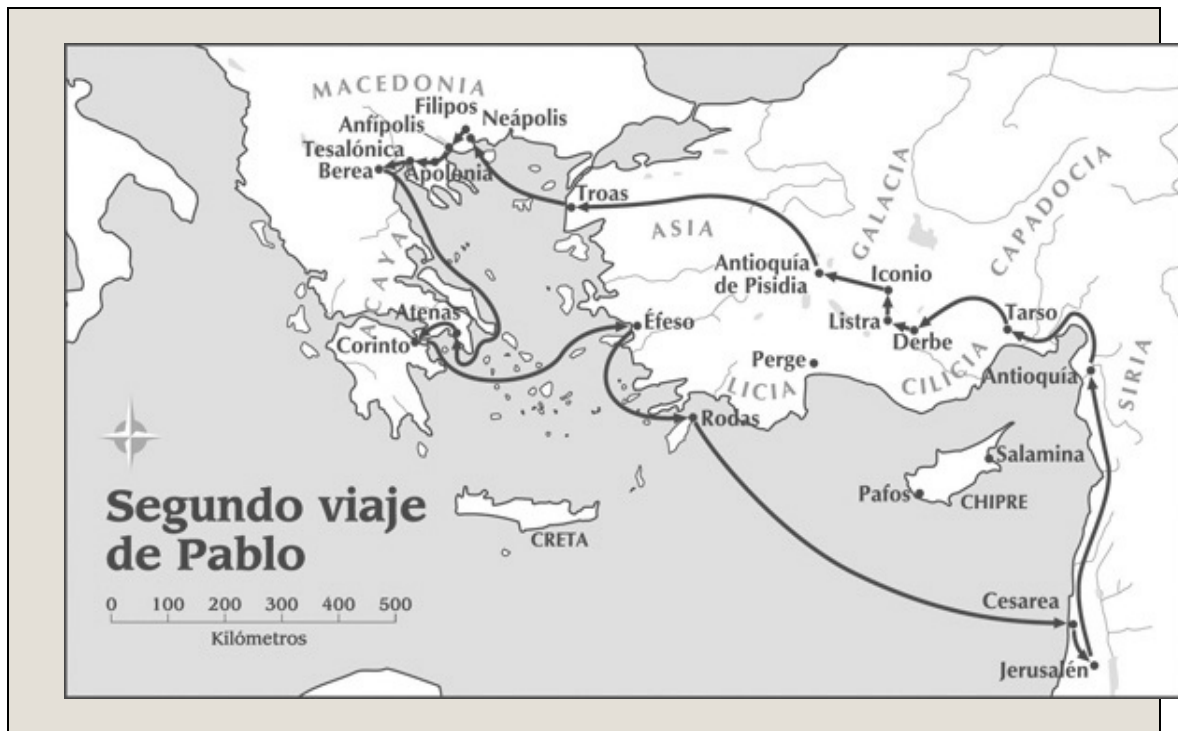 MACEDONIA
Filipos
Neápolis
Anfípolis
Tesalónica
Berea
Apolonia
Troas
ASIA
GALACIA
CAPADOCIA
Antioquía
de Pisidia
Iconio
Listra
Derbe
Tarso
ACAYA
Atenas
Corinto
Éfeso
Perge
LICIA
CILICIA
Antioquía
SIRIA
Rodas
Salamina
Pafos
CHIPRE
CRETA
Cesarea
Jerusalén
Segundo viaje
de Pablo
0 100 200 300 400 500
Kilómetros